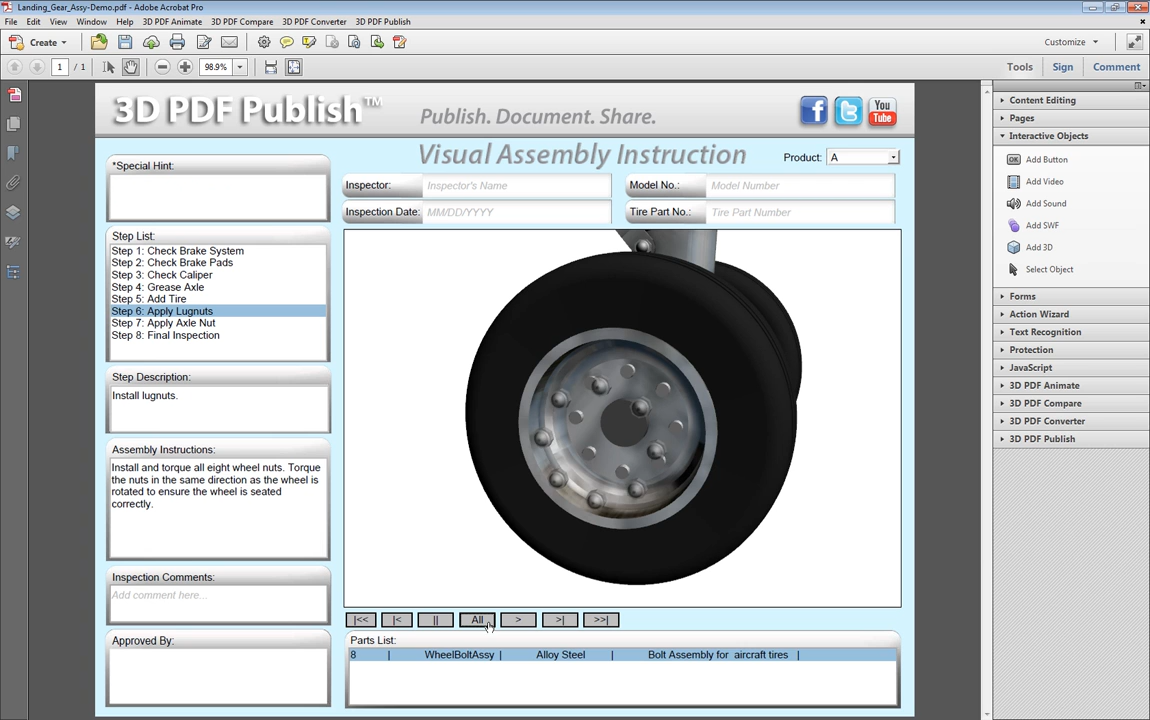 Landing_Gear_Assy-Demo.pdf - Adobe Acrobat Pro
File Edit View Window Help 3D PDF Animate 3D PDF Compare 3D PDF Converter 3D PDF Publish
Create
Customize
1 / 1
98.9%
Tools Sign Comment
3D PDF Publish™
Publish. Document. Share.
f
You
Tube
Visual Assembly Instruction
Product: A
*Special Hint:
Inspector: Inspector's Name
Model No.: Model Number
Inspection Date: MM/DD/YYYY
Tire Part No.: Tire Part Number
Step List:
Step 1: Check Brake System
Step 2: Check Brake Pads
Step 3: Check Caliper
Step 4: Grease Axle
Step 5: Add Tire
Step 6: Apply Lugnuts
Step 7: Apply Axle Nut
Step 8: Final Inspection
Step Description:
Install lugnuts.
Assembly Instructions:
Install and torque all eight wheel nuts. Torque
the nuts in the same direction as the wheel is
rotated to ensure the wheel is seated
correctly.
Inspection Comments:
Add comment here...
Approved By:
|<< |< || All > >| >>|
Parts List:
8 | WheelBoltAssy | Alloy Steel | Bolt Assembly for aircraft tires |
Content Editing
Pages
Interactive Objects
OK Add Button
Add Video
Add Sound
Add SWF
Add 3D
Select Object
Forms
Action Wizard
Text Recognition
Protection
JavaScript
3D PDF Animate
3D PDF Compare
3D PDF Converter
3D PDF Publish